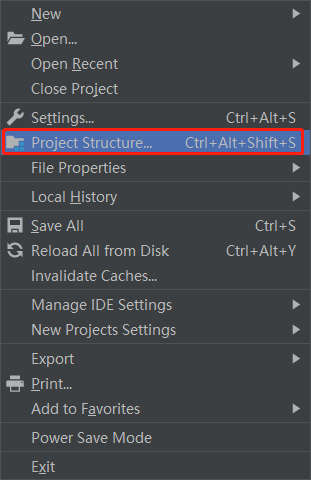 New
Open...
Open Recent
Close Project
Settings... Ctrl+Alt+S
Project Structure... Ctrl+Alt+Shift+S
File Properties
Local History
Save All Ctrl+S
Reload All from Disk Ctrl+Alt+Y
Invalidate Caches...
Manage IDE Settings
New Projects Settings
Export
Print...
Add to Favorites
Power Save Mode
Exit